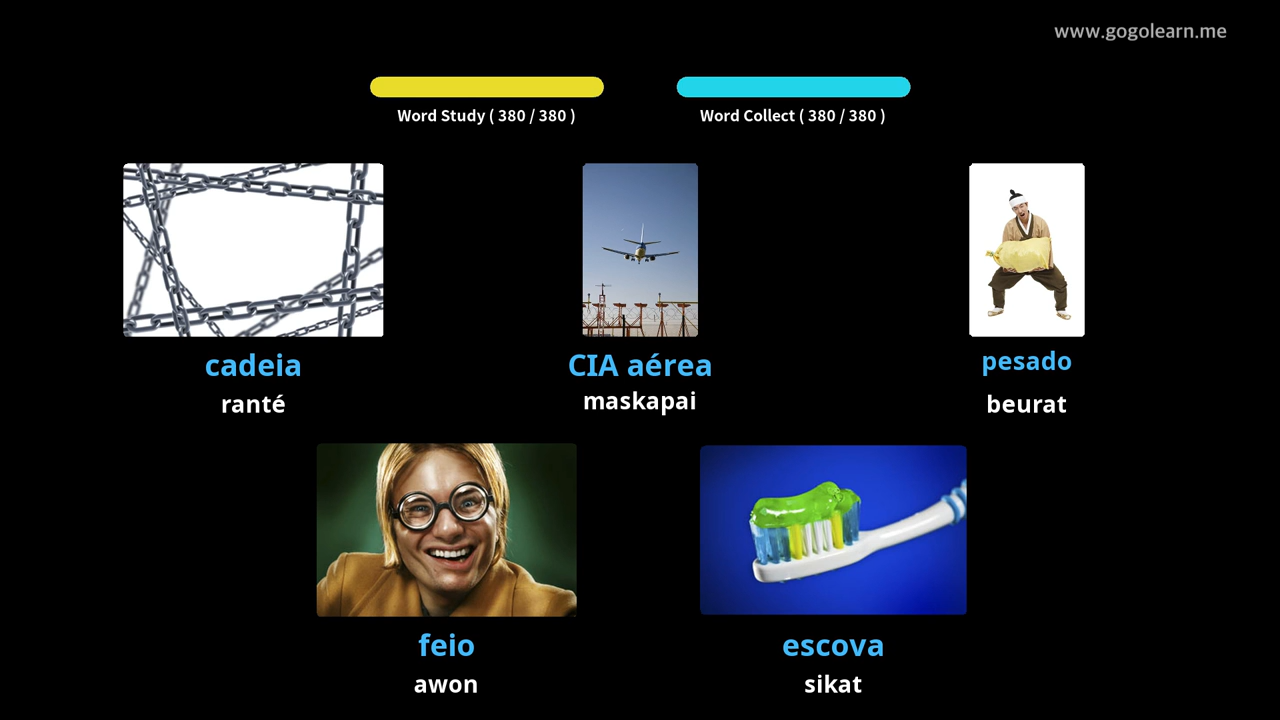 www.gogolearn.me
Word Study ( 380 / 380 )
Word Collect ( 380 / 380 )
cadeia
ranté
CIA aérea
maskapai
pesado
beurat
feio
awon
escova
sikat